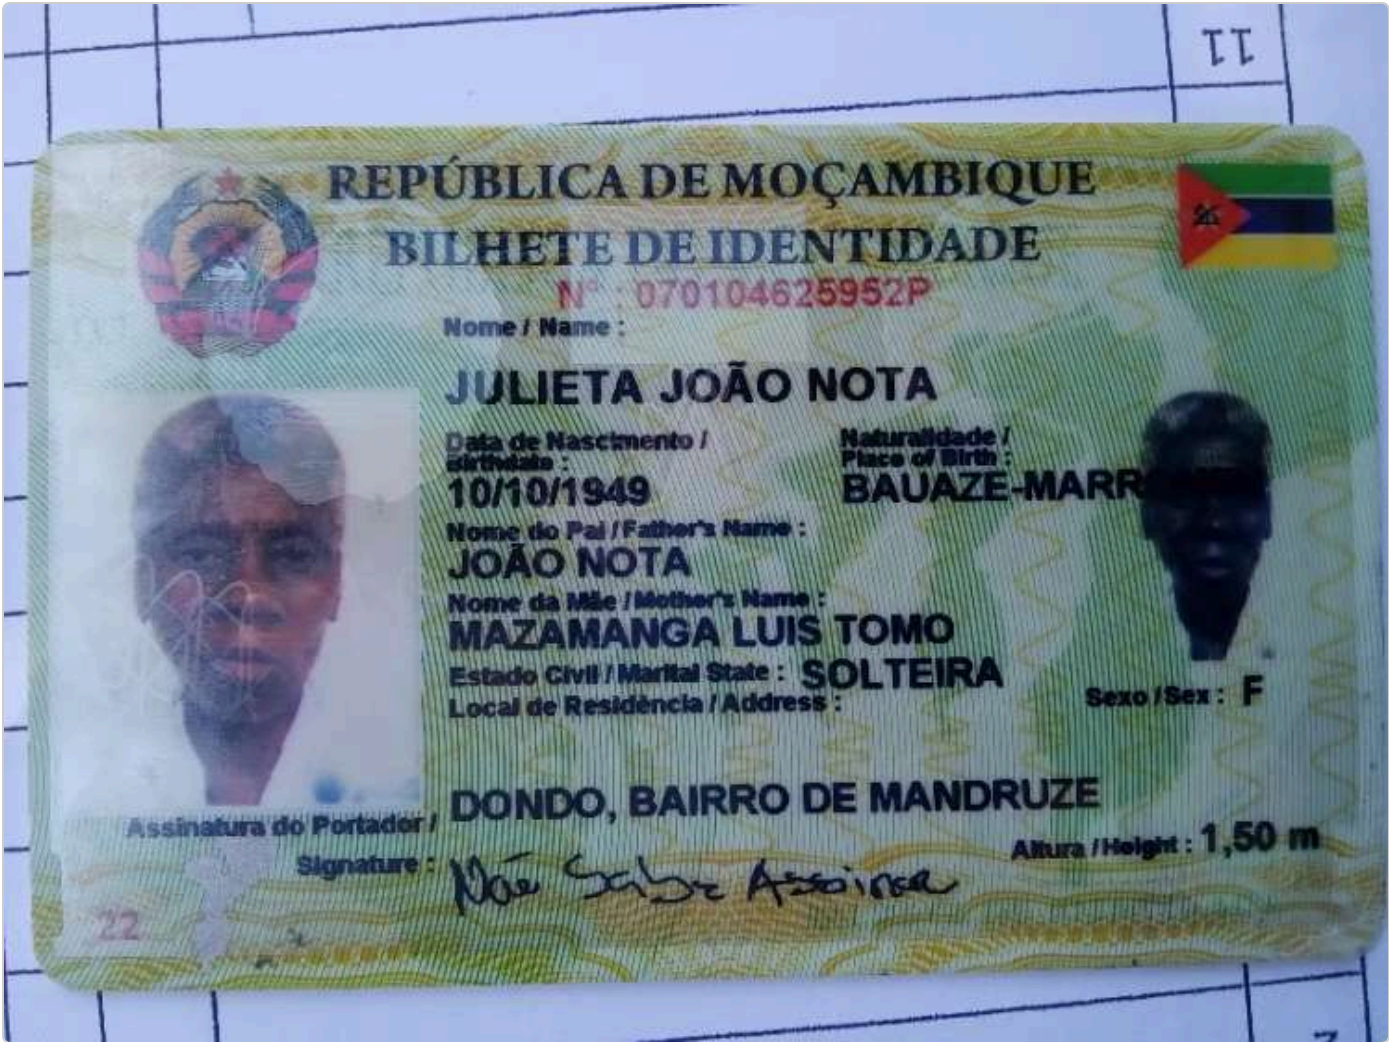 11
REPÚBLICA DE MOÇAMBIQUE
BILHETE DE IDENTIDADE
Nº : 070104625952P
Nome / Name :
JULIETA JOÃO NOTA
Data de Nascimento / Birthdate :
10/10/1949
Naturalidade / Place of Birth :
BAUAZE-MARR
Nome do Pai / Father's Name :
JOÃO NOTA
Nome da Mãe / Mother's Name :
MAZAMANGA LUIS TOMO
Estado Civil / Marital State : SOLTEIRA
Sexo / Sex : F
Local de Residência / Address :
DONDO, BAIRRO DE MANDRUZE
Altura / Height : 1,50 m
Assinatura do Portador /
Signature : Não Sabe Assinar
22